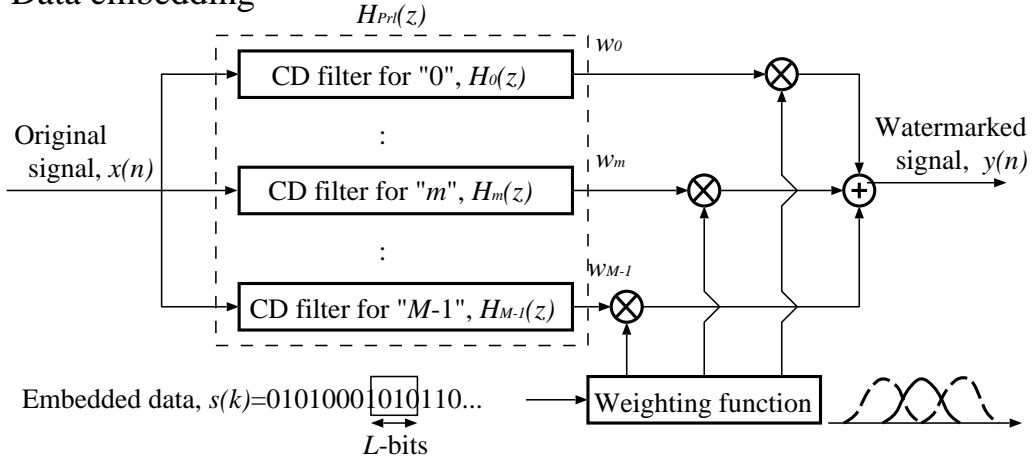 Data embedding
HPrl(z)
w0
CD filter for "0", H0(z)
:
Original
signal, x(n)
wm
CD filter for "m", Hm(z)
Watermarked
signal, y(n)
+
:
wM-1
CD filter for "M-1", HM-1(z)
Embedded data, s(k)=01010001010110...
Weighting function
L-bits